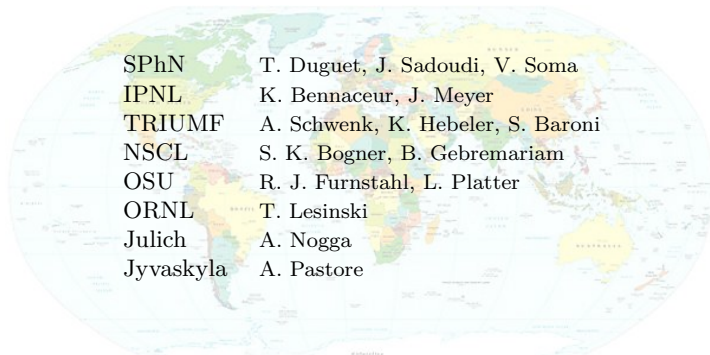 SPhN T. Duguet, J. Sadoudi, V. Soma
IPNL K. Bennaceur, J. Meyer
TRIUMF A. Schwenk, K. Hebeler, S. Baroni
NSCL S. K. Bogner, B. Gebremariam
OSU R. J. Furnstahl, L. Platter
ORNL T. Lesinski
Julich A. Nogga
Jyvaskyla A. Pastore